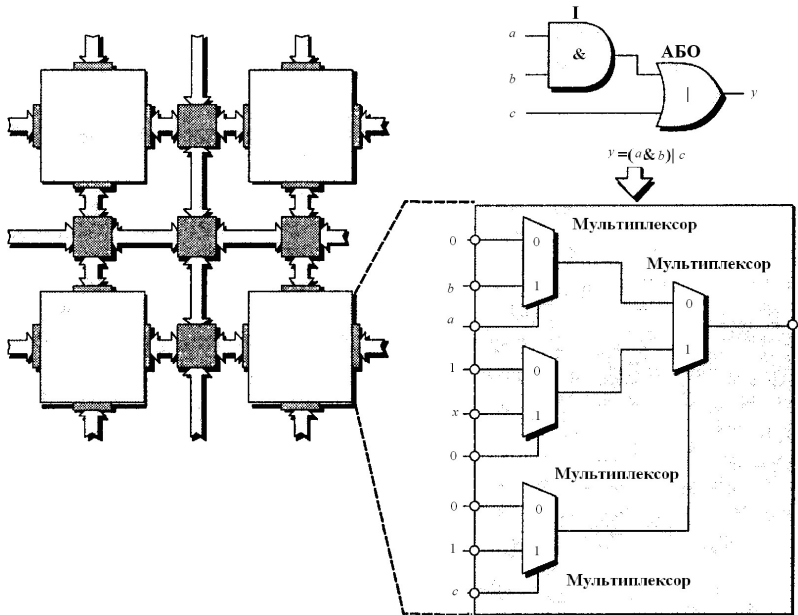 І
a
&
b
АБО
|
y
c
y=(a&b)| c
Мультиплексор
0
0
b
1
a
Мультиплексор
0
1
1
0
x
1
0
Мультиплексор
0
0
1
1
c
Мультиплексор